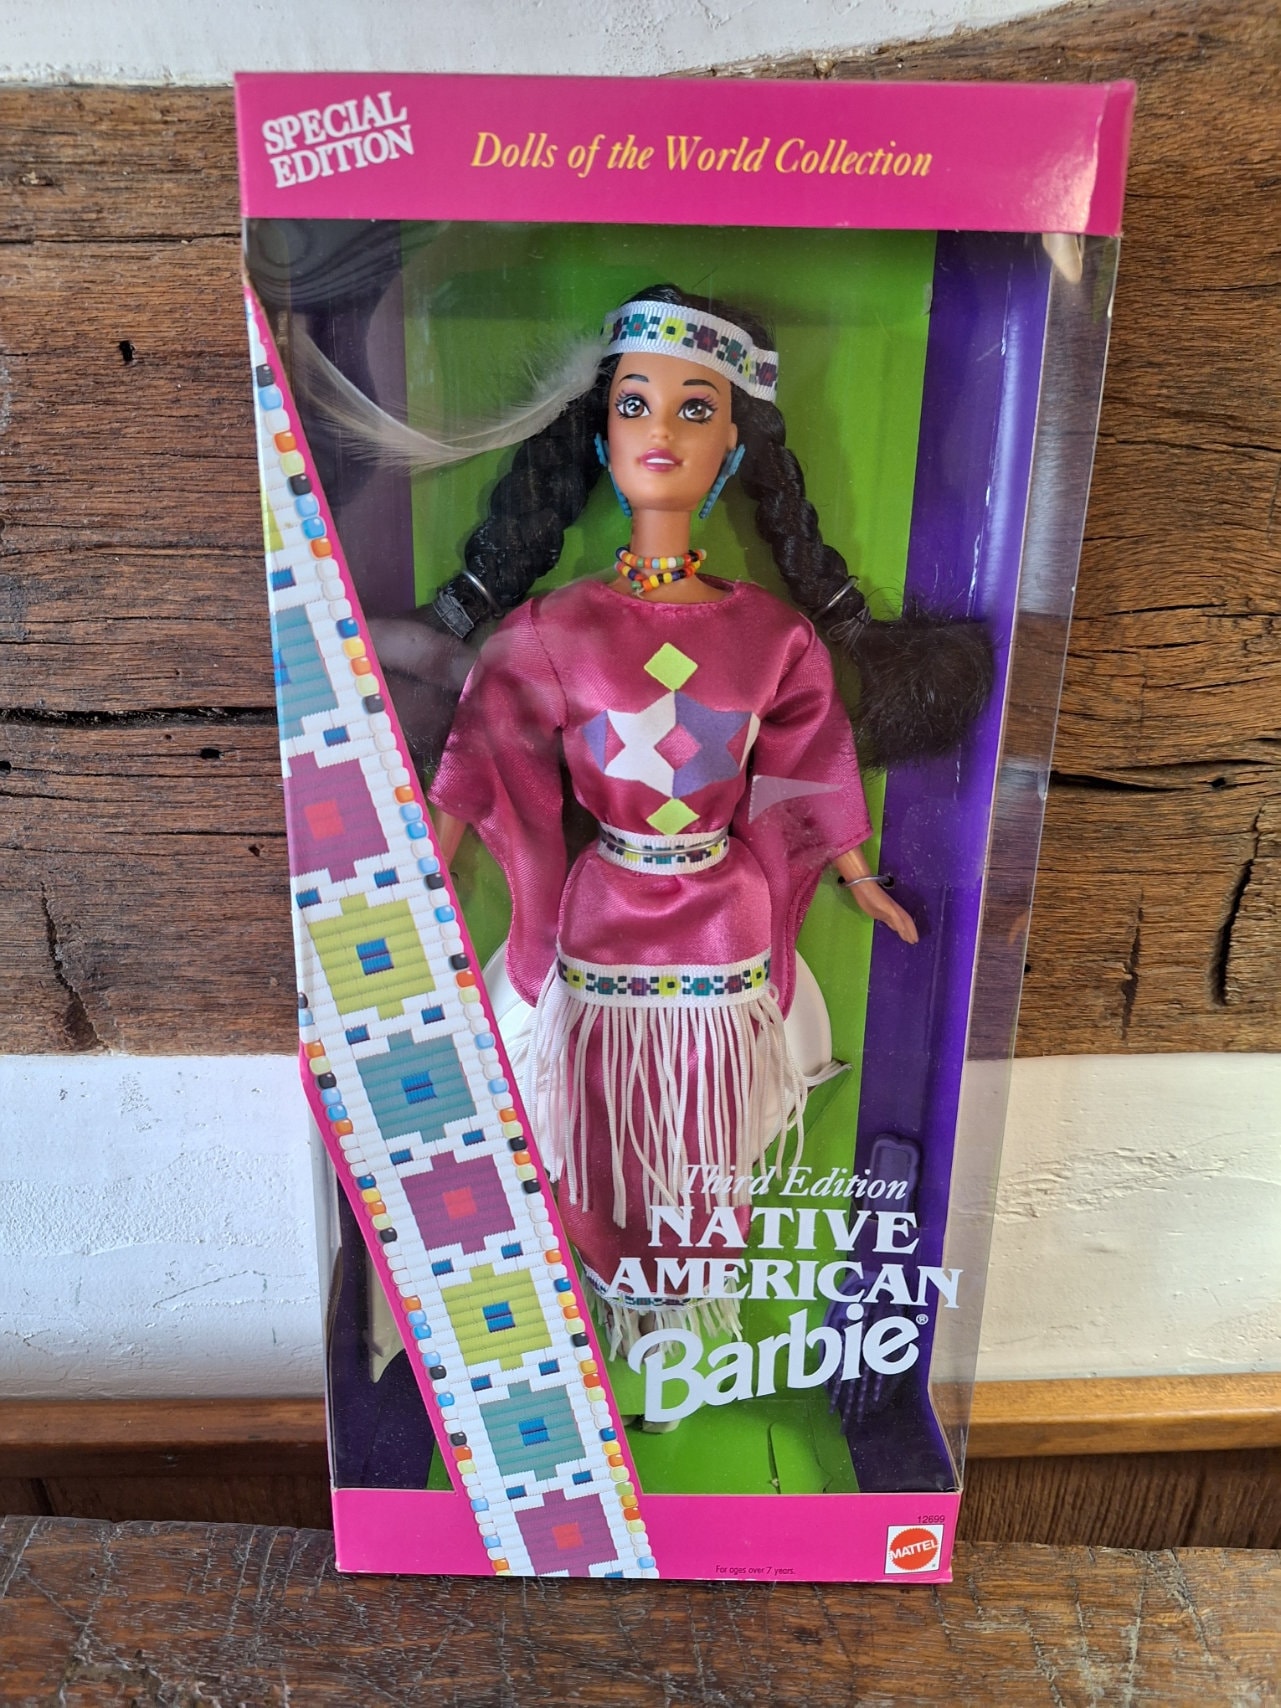 SPECIAL
EDITION
Dolls of the World Collection
Third Edition
NATIVE
AMERICAN
Barbie®
12699
MATTEL
®
For ages over 7 years.